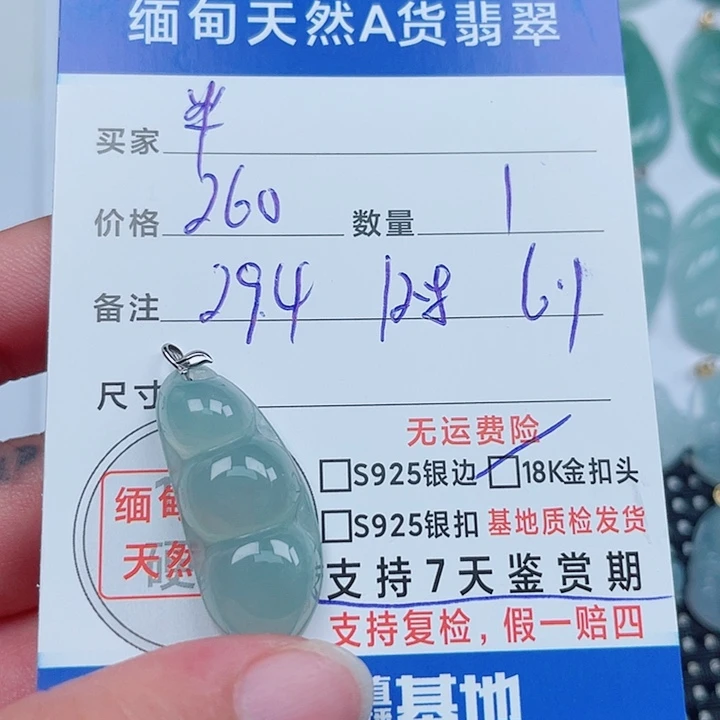 缅甸天然A货翡翠
买家 半
价格 260 数量 1
备注 29.4 12.8 6.1
尺寸
无运费险
□S925银边 □18K金扣头
□S925银扣 基地质检发货
缅甸
天然
支持7天鉴赏期
支持复检，假一赔四
基地